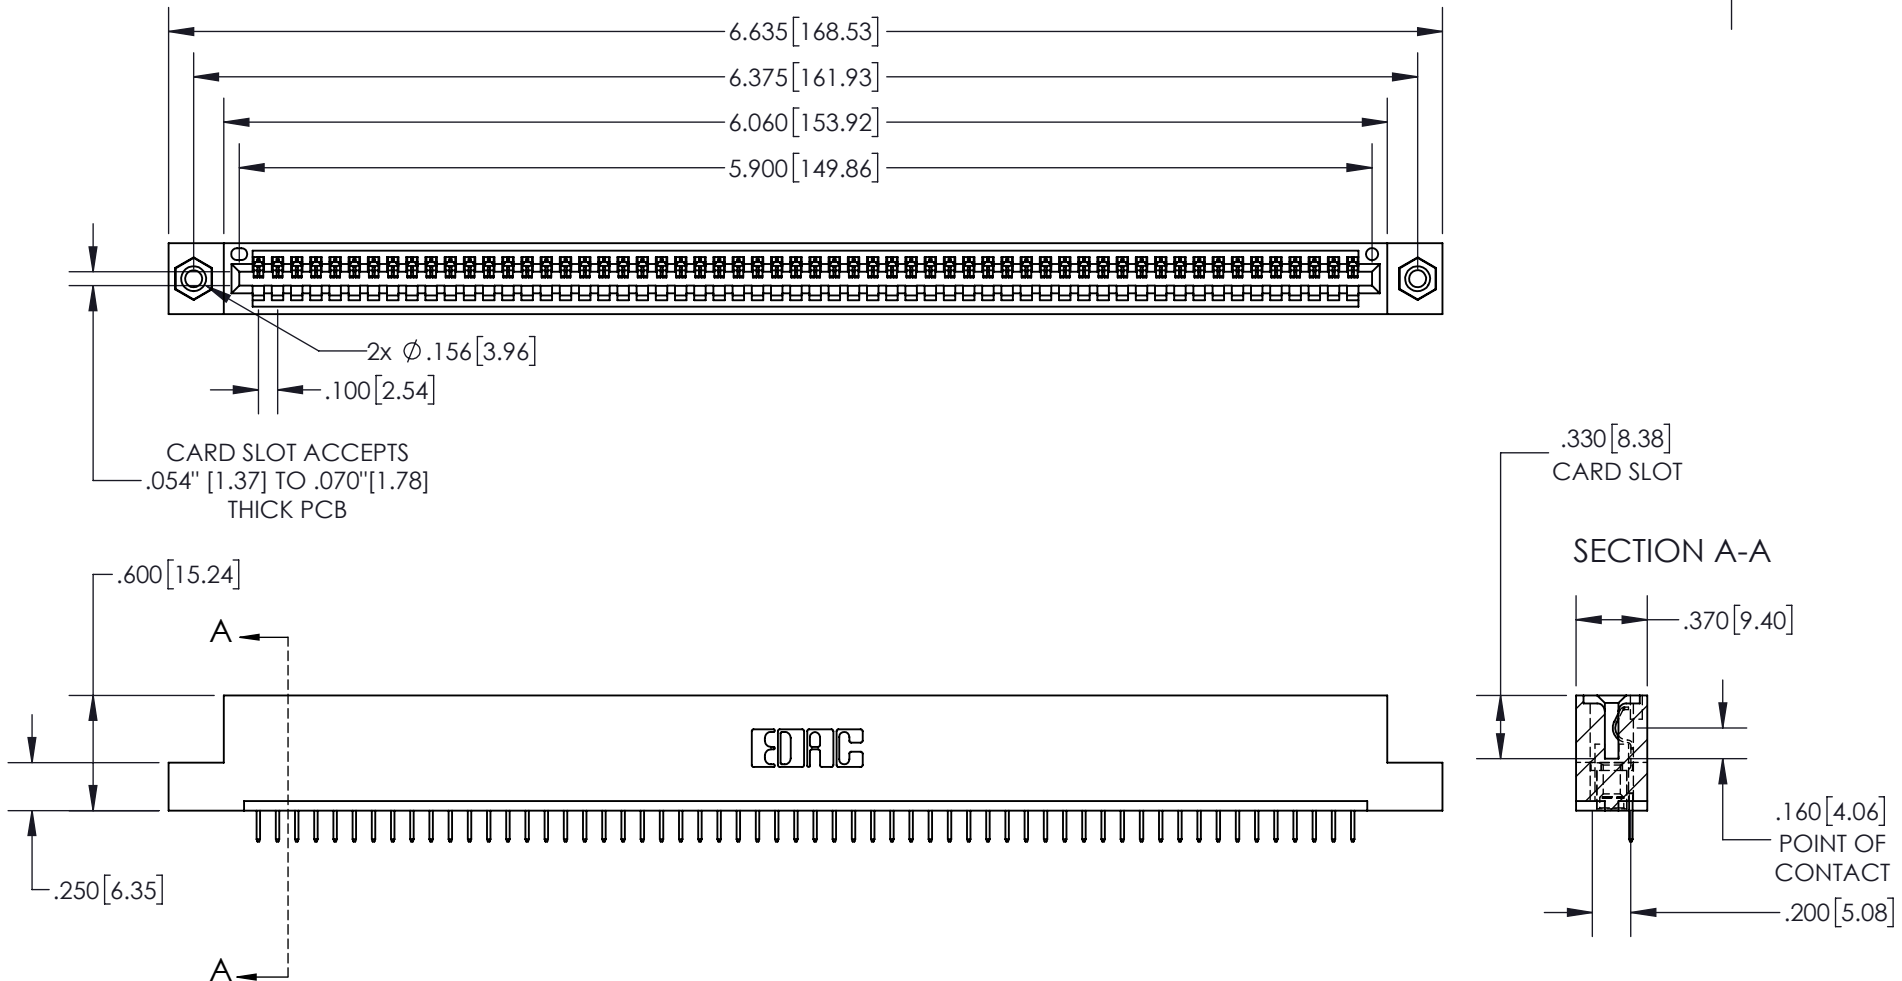 6.635[168.53]
6.375[161.93]
6.060[153.92]
5.900[149.86]
2x Ø.156[3.96]
.100[2.54]
CARD SLOT ACCEPTS
.054" [1.37] TO .070"[1.78]
THICK PCB
.330[8.38]
CARD SLOT
SECTION A-A
.600[15.24]
.370[9.40]
A
EDAC
.160[4.06]
POINT OF
CONTACT
.250[6.35]
.200[5.08]
A